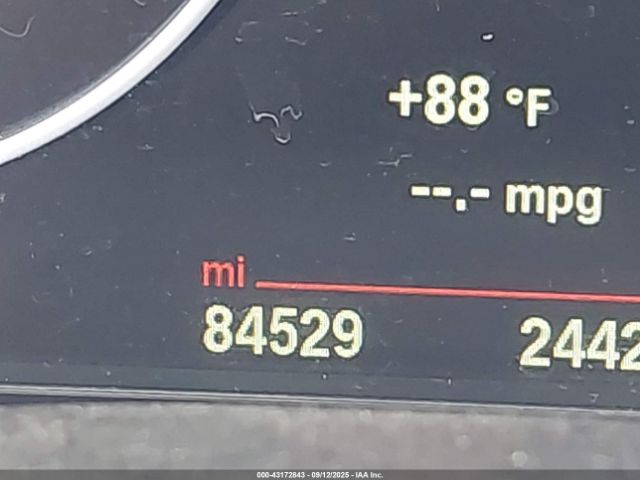 +88 °F
--.- mpg
mi
84529 2442
000-43172843 - 09/12/2025 - IAA Inc.